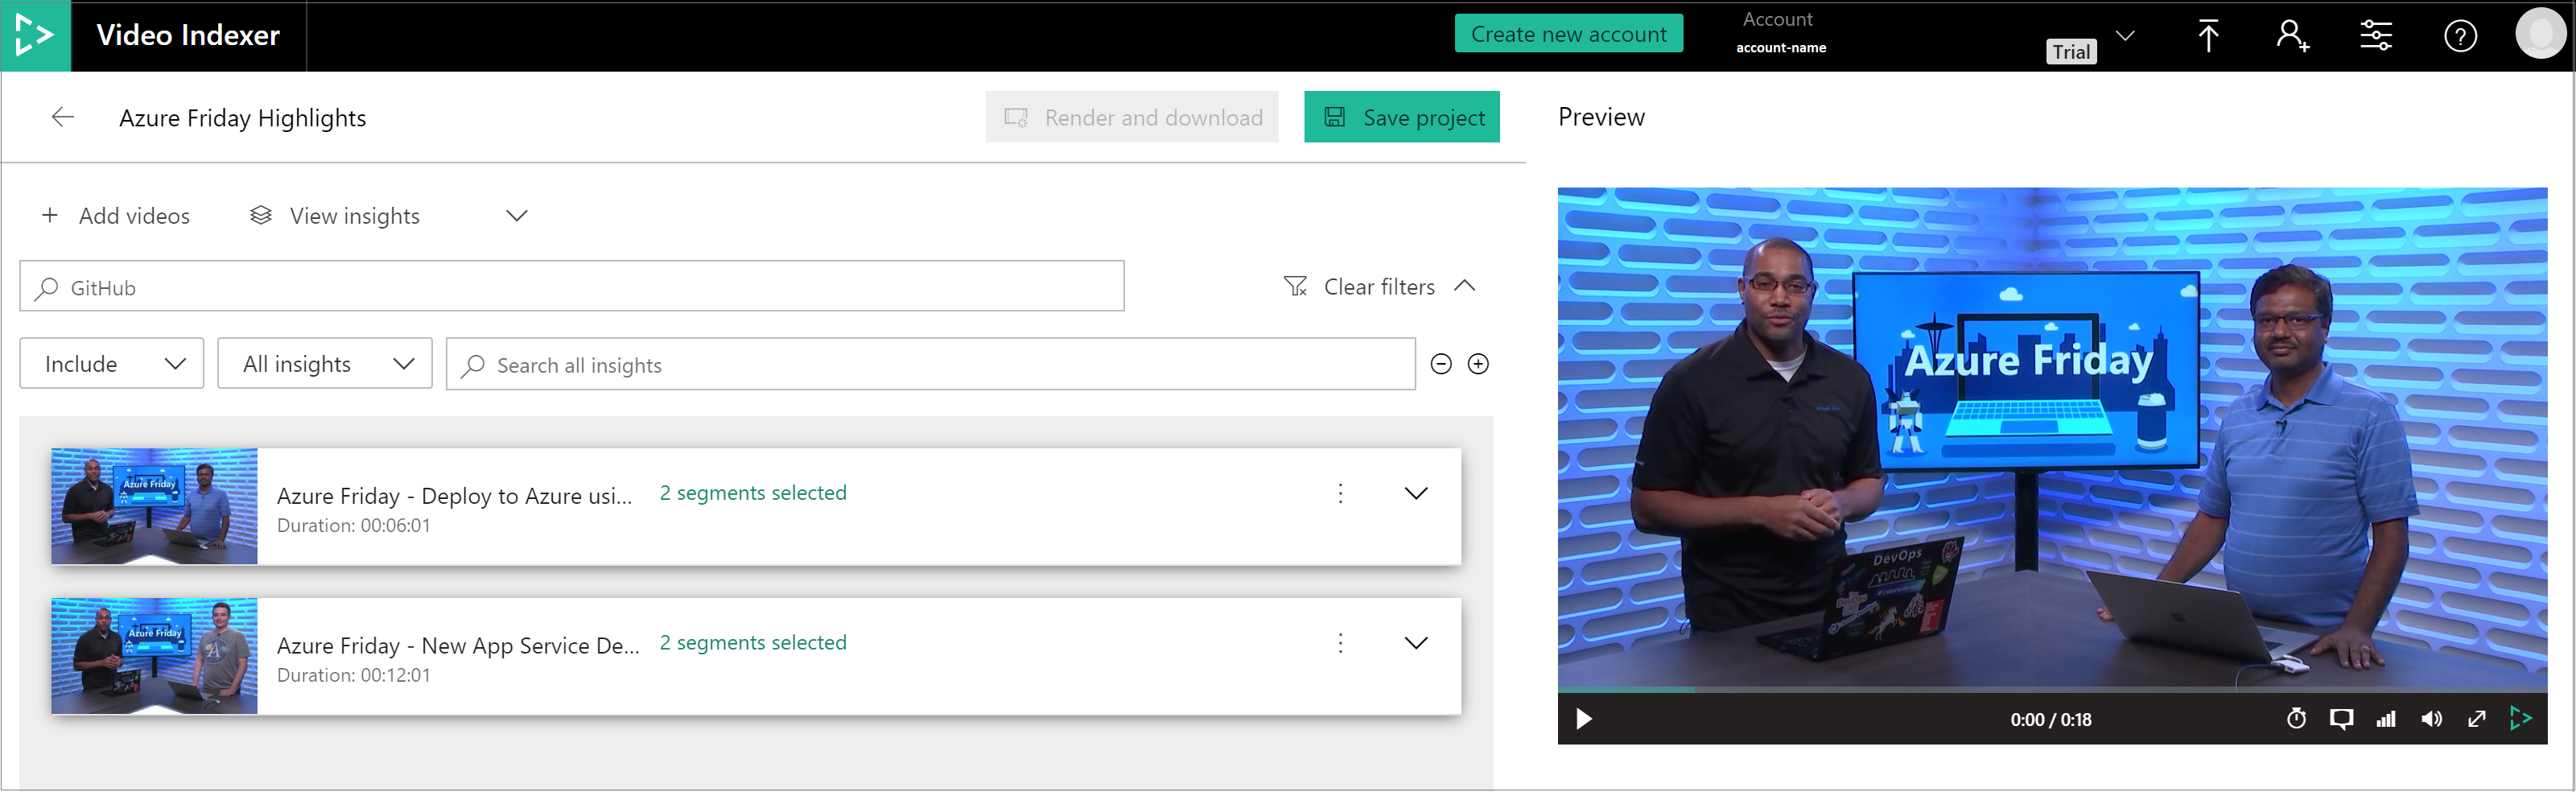 Video Indexer
Create new account
Account
account-name
Trial
Azure Friday Highlights
Render and download
Save project
Preview
Add videos
View insights
GitHub
Clear filters
Include
All insights
Search all insights
Azure Friday
Azure Friday - Deploy to Azure usi...
2 segments selected
Duration: 00:06:01
Azure Friday
Azure Friday - New App Service De...
2 segments selected
Duration: 00:12:01
Azure Friday
DevOps
0:00 / 0:18